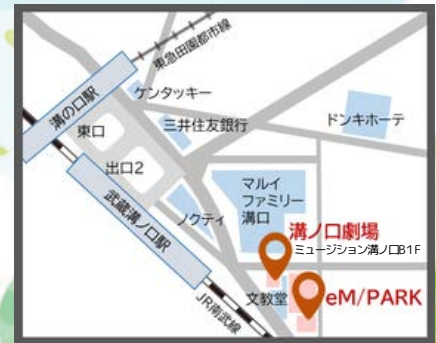 東急田園都市線
溝の口駅
ケンタッキー
東口
三井住友銀行
ドンキホーテ
出口2
武蔵溝ノ口駅
ノクティ
マルイ
ファミリー
溝口
溝ノ口劇場
ミュージション溝ノ口B1F
文教堂
eM/PARK
JR南武線